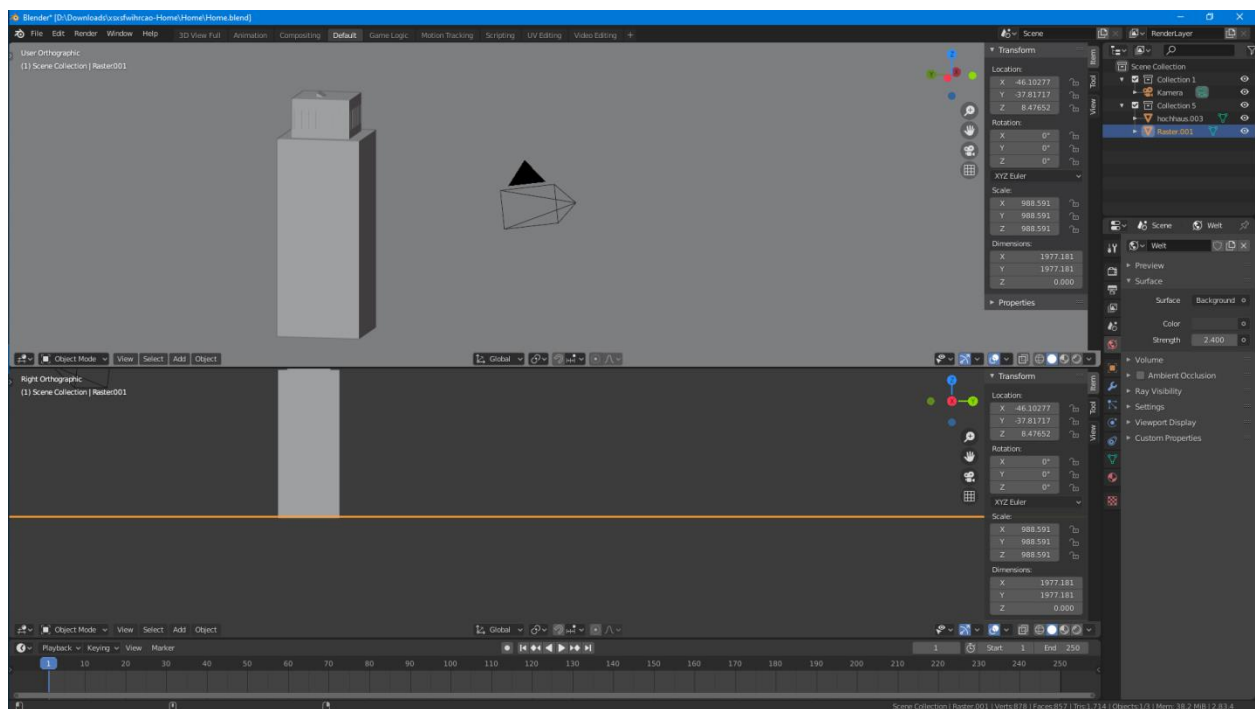 Blender* [D:\Downloads\xsxsfwihrcao-Home\Home\Home.blend]
File Edit Render Window Help 3D View Full Animation Compositing Default Game Logic Motion Tracking Scripting UV Editing Video Editing + Scene RenderLayer
User Orthographic
(1) Scene Collection | Raster.001
Transform
Location:
X -46.10277
Y -37.81717
Z 8.47652
Rotation:
X 0°
Y 0°
Z 0°
XYZ Euler
Scale:
X 988.591
Y 988.591
Z 988.591
Dimensions:
X 1977.181
Y 1977.181
Z 0.000
Properties
Item
Tool
View
Object Mode View Select Add Object Global
Scene Collection
Collection 1
Kamera
Collection 5
hochhaus.003
Raster.001
Scene Welt
Welt
Preview
Surface
Surface Background
Color
Strength 2.400
Volume
Ambient Occlusion
Ray Visibility
Settings
Viewport Display
Custom Properties
Right Orthographic
(1) Scene Collection | Raster.001
Transform
Location:
X -46.10277
Y -37.81717
Z 8.47652
Rotation:
X 0°
Y 0°
Z 0°
XYZ Euler
Scale:
X 988.591
Y 988.591
Z 988.591
Dimensions:
X 1977.181
Y 1977.181
Z 0.000
Item
Tool
View
Object Mode View Select Add Object Global
Playback Keying View Marker 1 Start 1 End 250
1 10 20 30 40 50 60 70 80 90 100 110 120 130 140 150 160 170 180 190 200 210 220 230 240 250
Scene Collection | Raster.001 | Verts:878 | Faces:857 | Tris:1,714 | Objects:1/3 | Mem: 38.2 MiB | 2.83.4